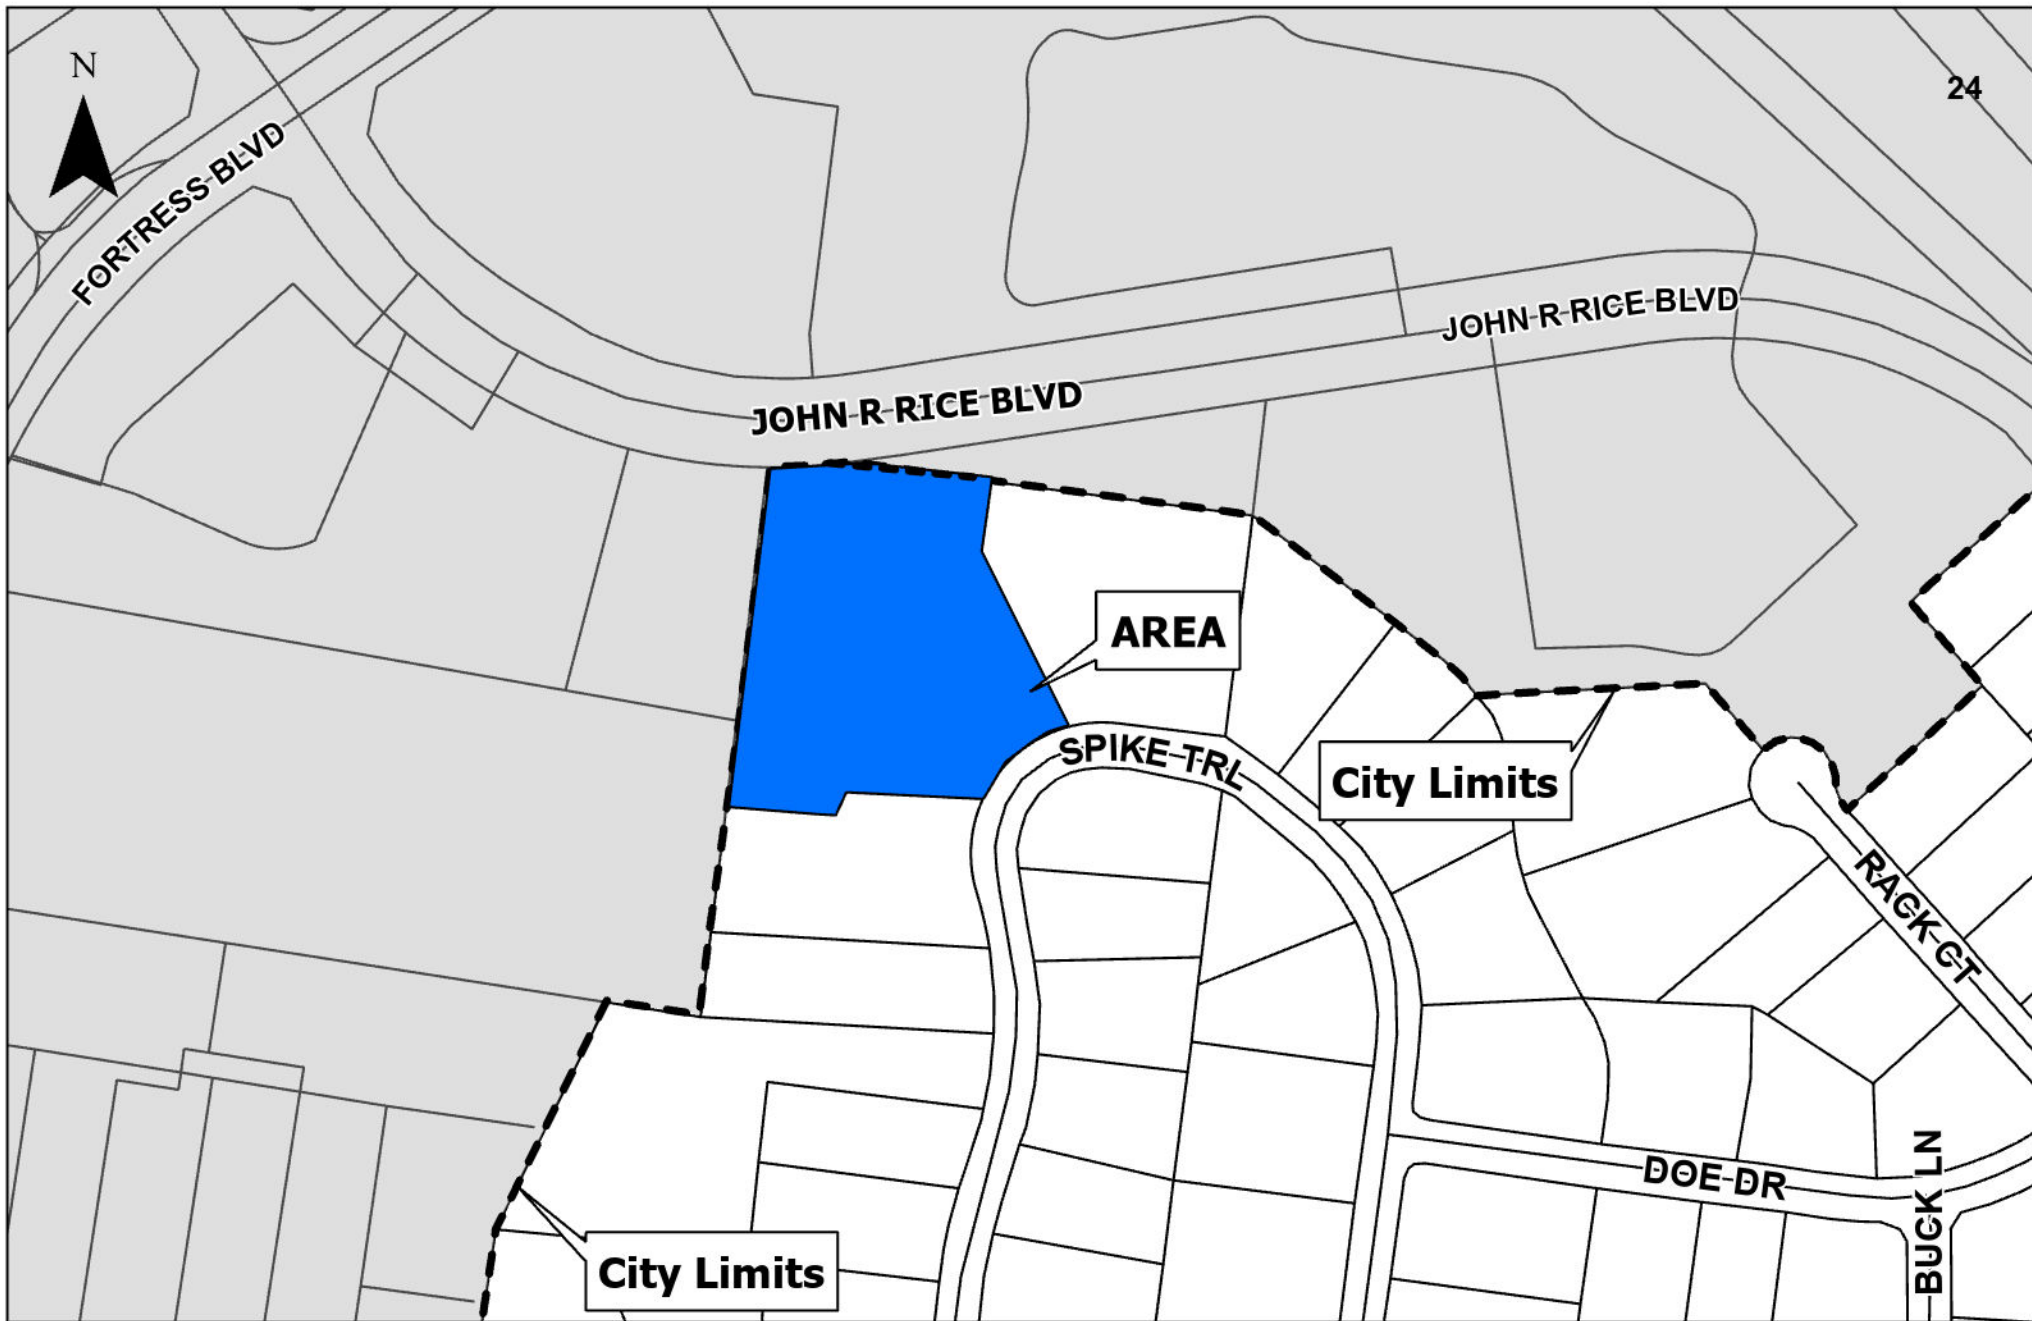 N
24
FORTRESS BLVD
JOHN R RICE BLVD
JOHN R RICE BLVD
AREA
SPIKE TRL
City Limits
RACK CT
DOE DR
BUCK LN
City Limits